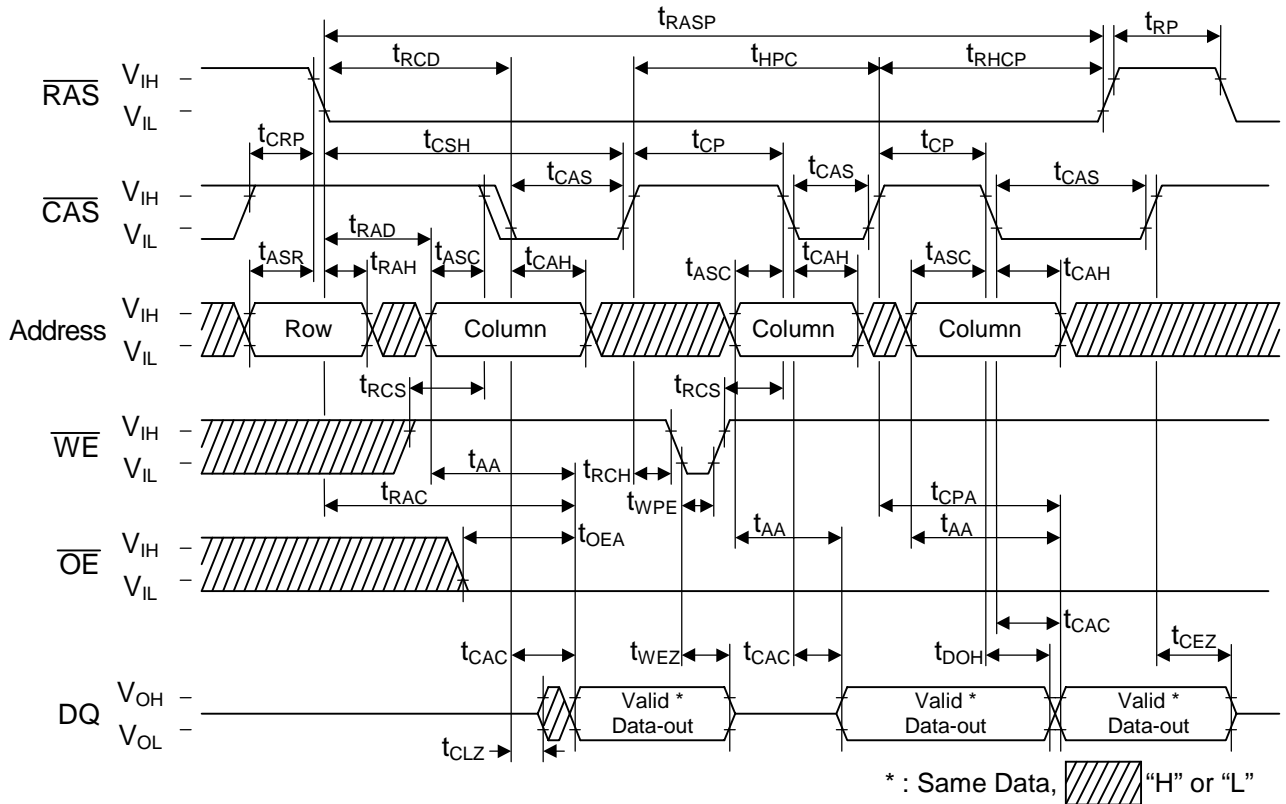 tRASP tRP
tRCD tHPC tRHCP
RAS VIH
VIL
tCRP tCSH tCP tCP
tCAS tCAS tCAS
CAS VIH
VIL
tRAD
tASR tRAH tASC tCAH tASC tCAH tASC tCAH
Address VIH
VIL
Row Column Column Column
tRCS tRCS
WE VIH
VIL
tAA tRCH
tRAC tWPE tCPA
tOEA tAA tAA
OE VIH
VIL
tCAC
tCAC tWEZ tCAC tDOH tCEZ
DQ VOH
VOL
Valid * Valid * Valid *
Data-out Data-out Data-out
tCLZ
* : Same Data, “H” or “L”